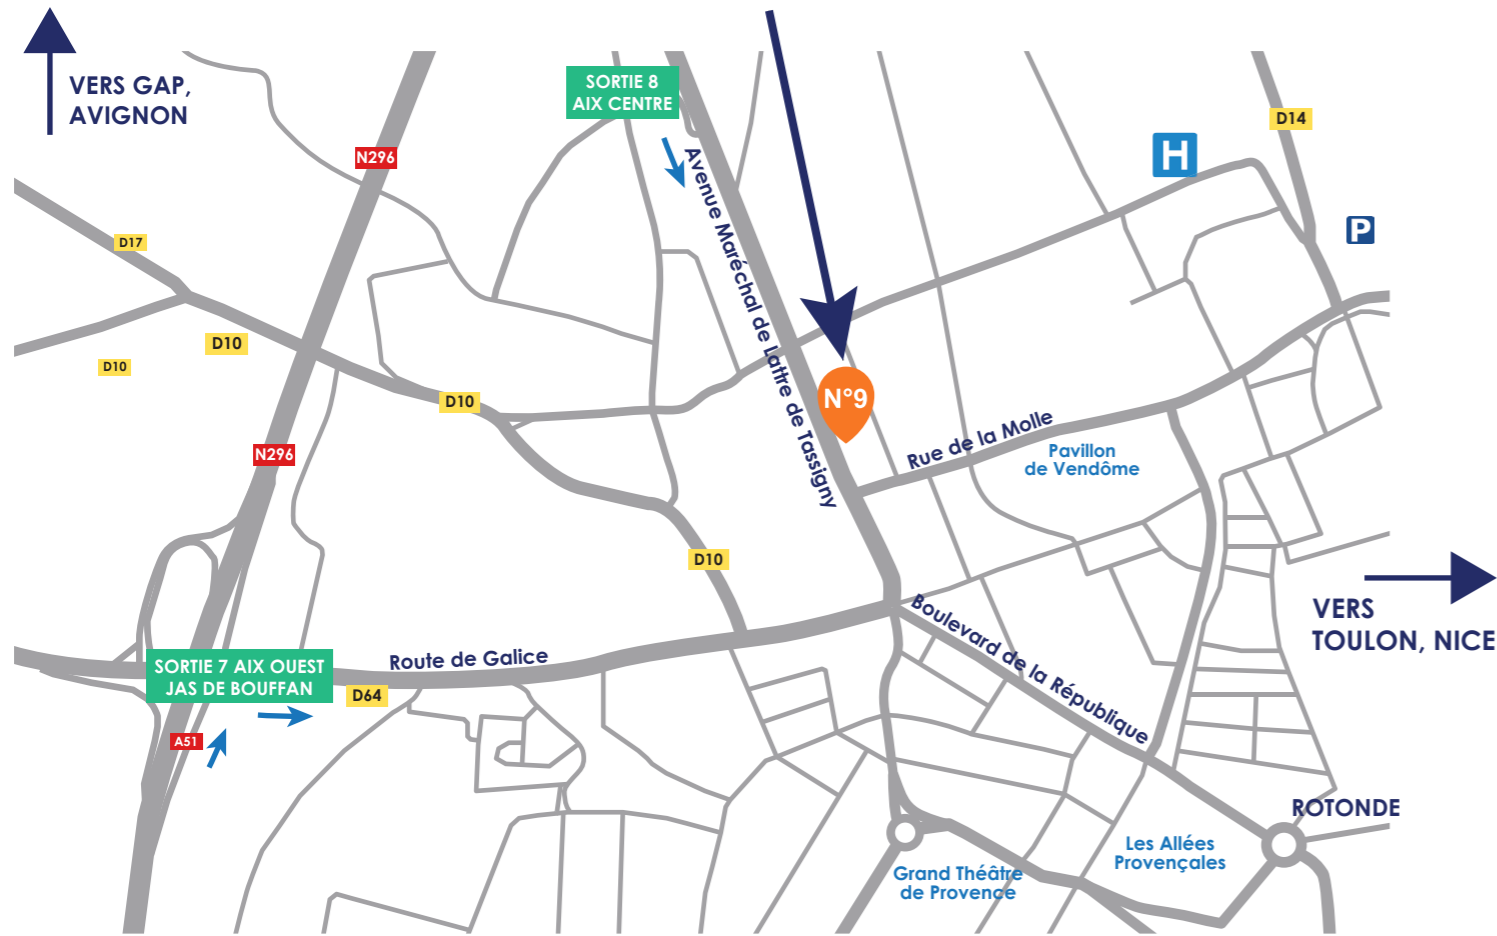 VERS GAP,
AVIGNON
SORTIE 8
AIX CENTRE
D14
H
N296
P
D17
Avenue Maréchal de Lattre de Tassigny
D10
D10
D10
N°9
Rue de la Molle
Pavillon
de Vendôme
N296
D10
VERS
TOULON, NICE
Boulevard de la République
Route de Galice
SORTIE 7 AIX OUEST
JAS DE BOUFFAN
D64
A51
ROTONDE
Les Allées
Provençales
Grand Théâtre
de Provence